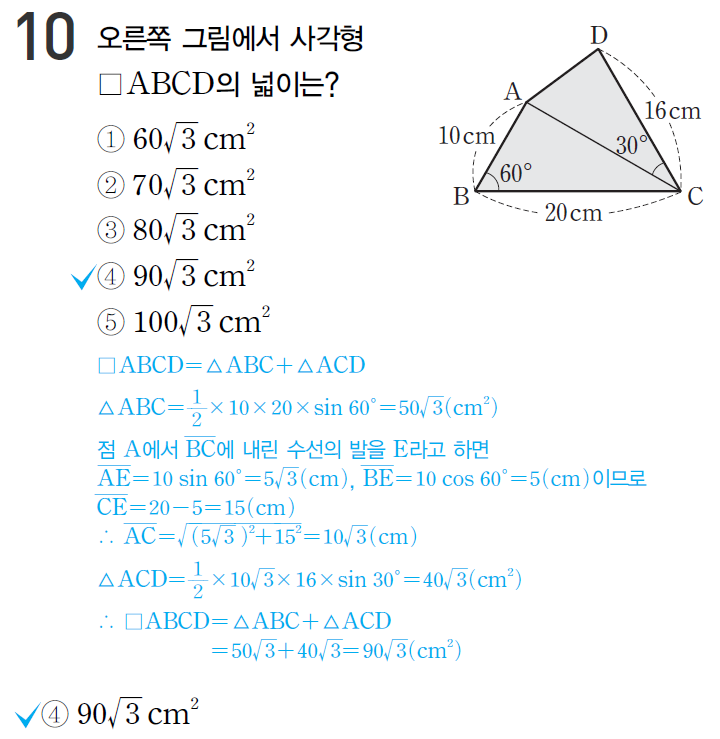 10 오른쪽 그림에서 사각형
□ABCD의 넓이는?
① 60√3 cm²
② 70√3 cm²
③ 80√3 cm²
④ 90√3 cm²
⑤ 100√3 cm²
D
A
16cm
10cm
30°
60°
B
C
20cm
□ABCD=△ABC+△ACD
△ABC=1/2×10×20×sin 60°=50√3(cm²)
점 A에서 B̅C̅에 내린 수선의 발을 E라고 하면
A̅E̅=10 sin 60°=5√3(cm), B̅E̅=10 cos 60°=5(cm)이므로
C̅E̅=20-5=15(cm)
∴ A̅C̅=√((5√3)²+15²)=10√3(cm)
△ACD=1/2×10√3×16×sin 30°=40√3(cm²)
∴ □ABCD=△ABC+△ACD
=50√3+40√3=90√3(cm²)
④ 90√3 cm²